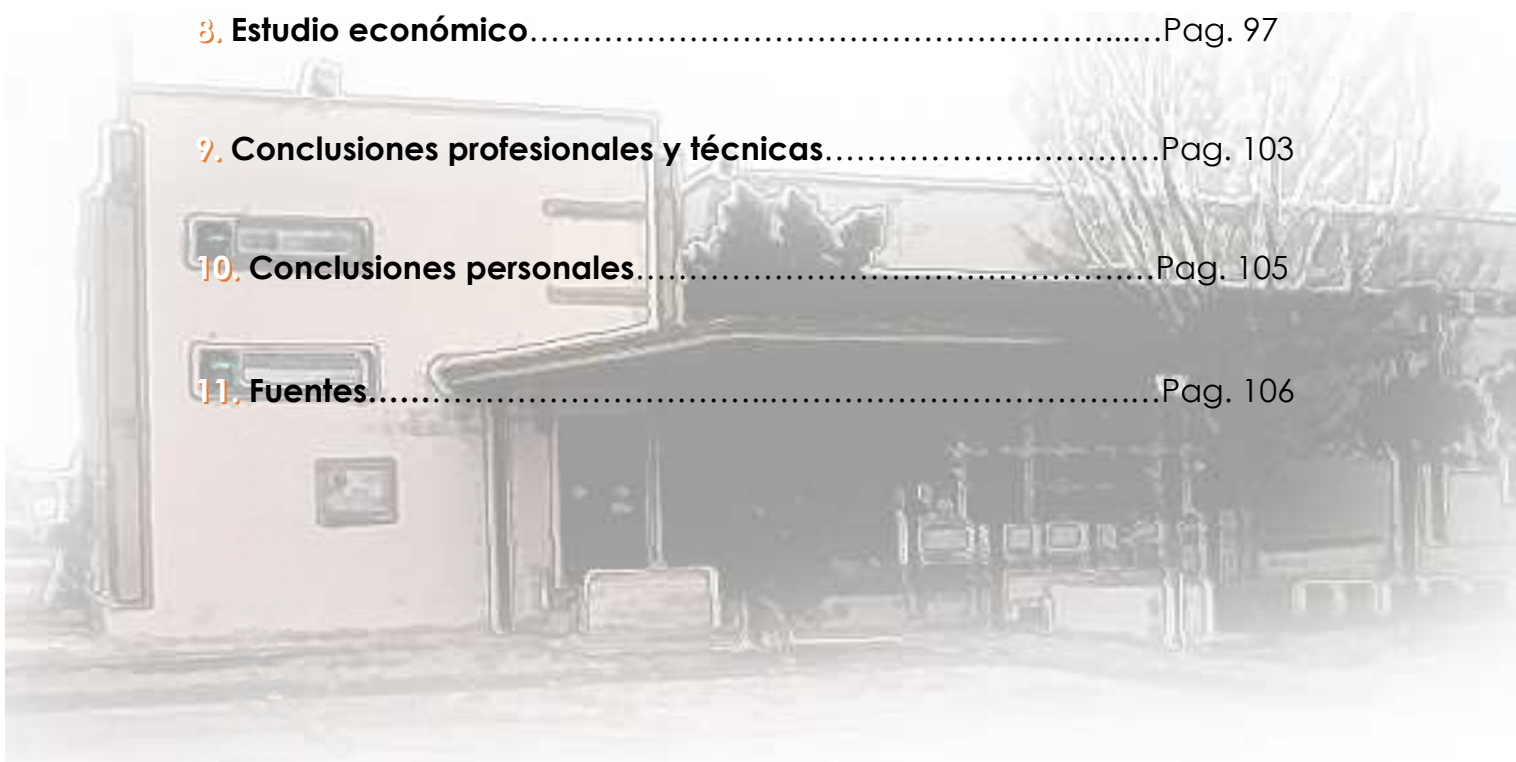 8. Estudio económico…………………………………………………...…Pag. 97
9. Conclusiones profesionales y técnicas………………..…………Pag. 103
10. Conclusiones personales………………………………………….…Pag. 105
11. Fuentes………………………………...…………………………….…Pag. 106